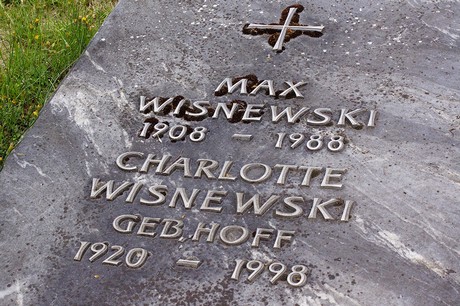 MAX
WISNEWSKI
1908 - 1988
CHARLOTTE
WISNEWSKI
GEB. HOFF
1920 - 1998